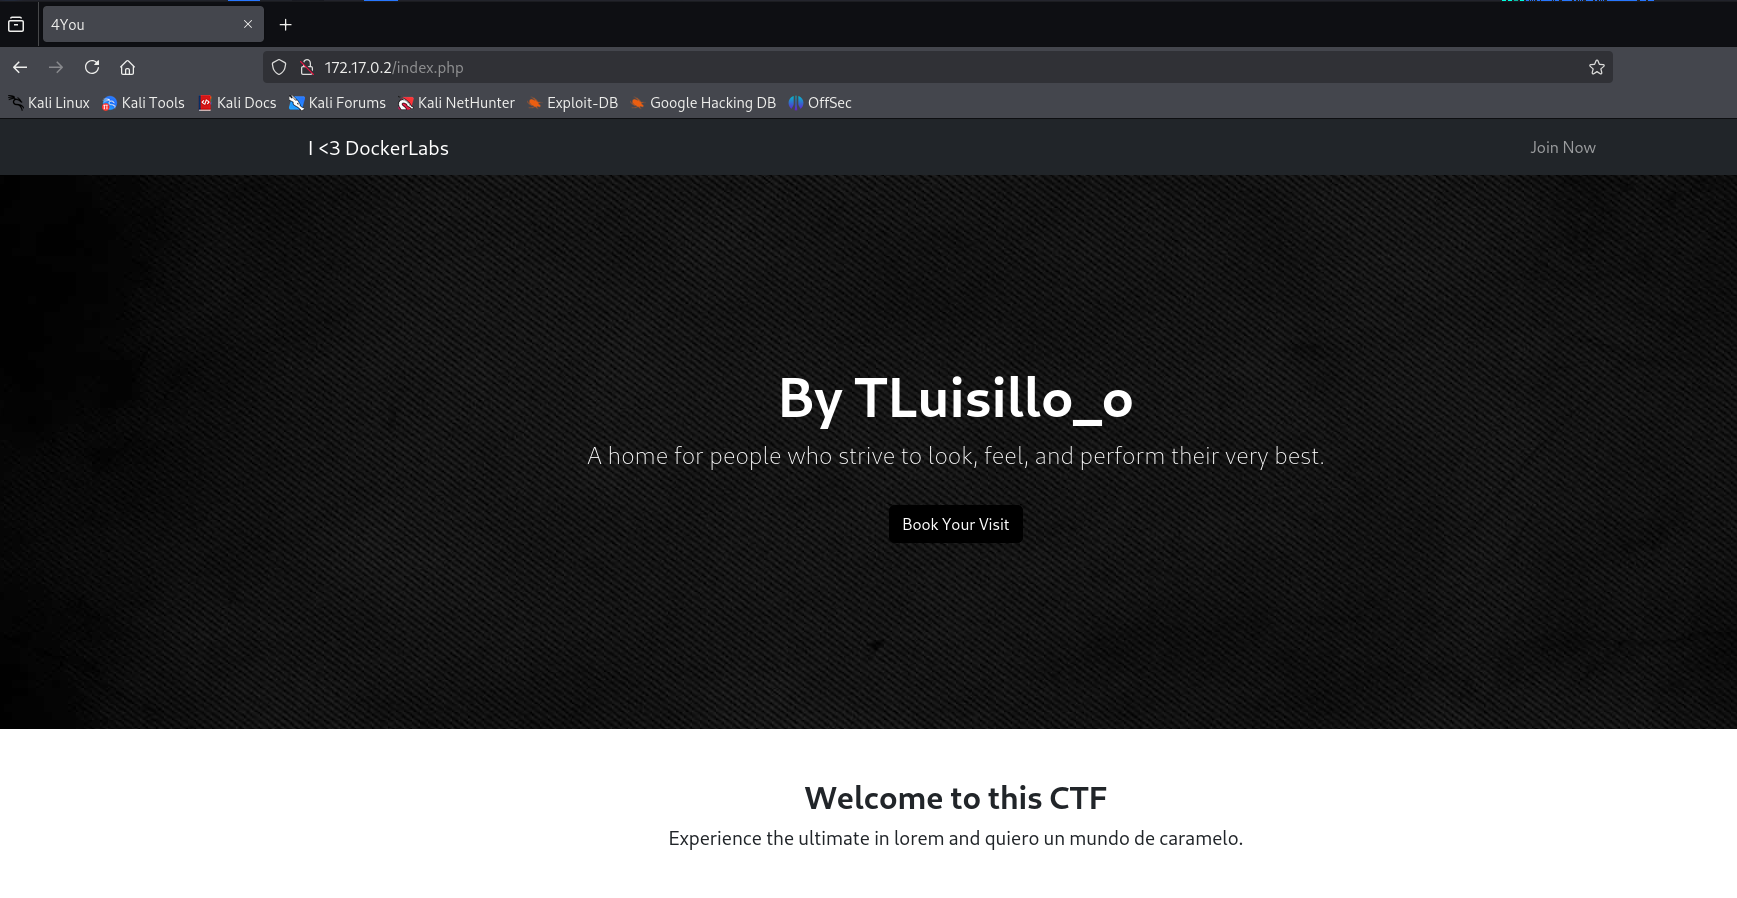 4You
172.17.0.2/index.php
Kali Linux Kali Tools Kali Docs Kali Forums Kali NetHunter Exploit-DB Google Hacking DB OffSec
I <3 DockerLabs Join Now
By TLuisillo_o
A home for people who strive to look, feel, and perform their very best.
Book Your Visit
Welcome to this CTF
Experience the ultimate in lorem and quiero un mundo de caramelo.